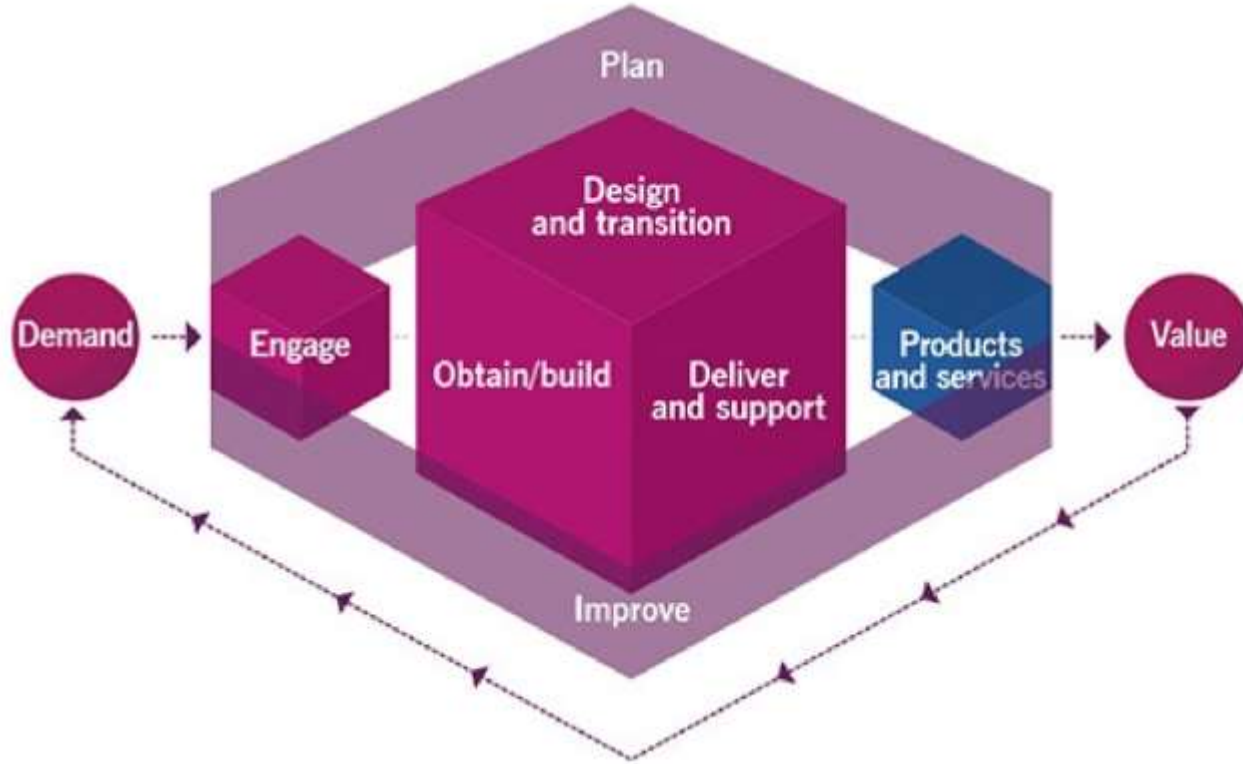 Plan
Design
and transition
Demand
Engage
Obtain/build
Deliver
and support
Products
and services
Value
Improve